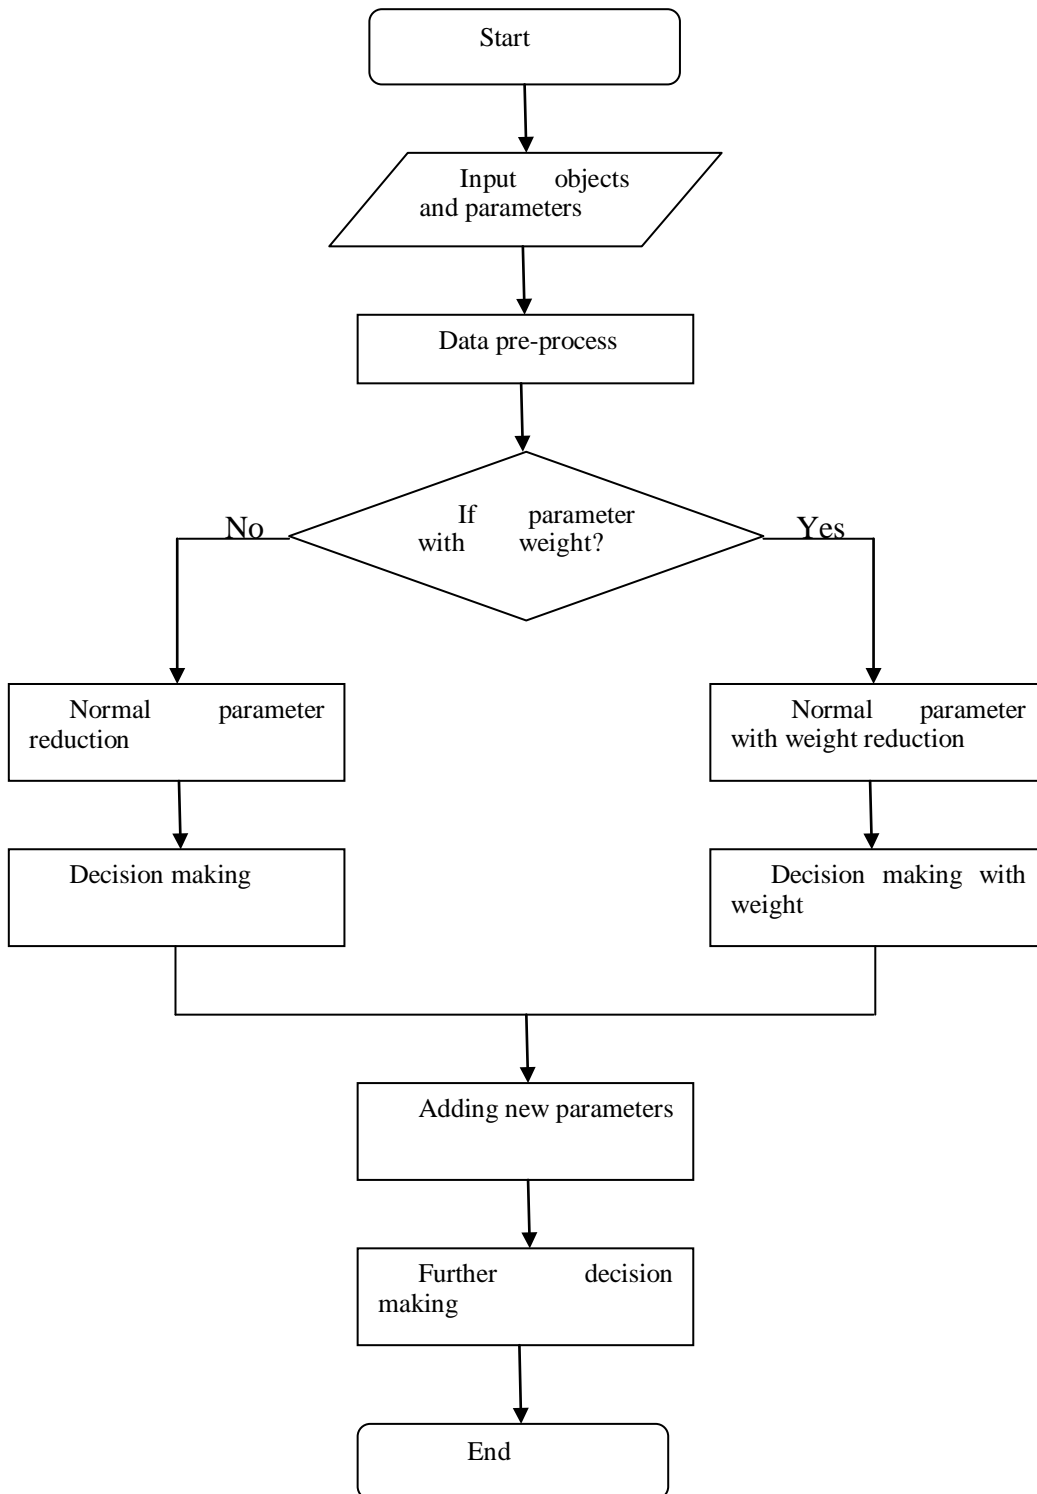 Start
Input objects
and parameters
Data pre-process
If parameter
with weight?
No
Yes
Normal parameter
reduction
Normal parameter
with weight reduction
Decision making
Decision making with
weight
Adding new parameters
Further decision
making
End